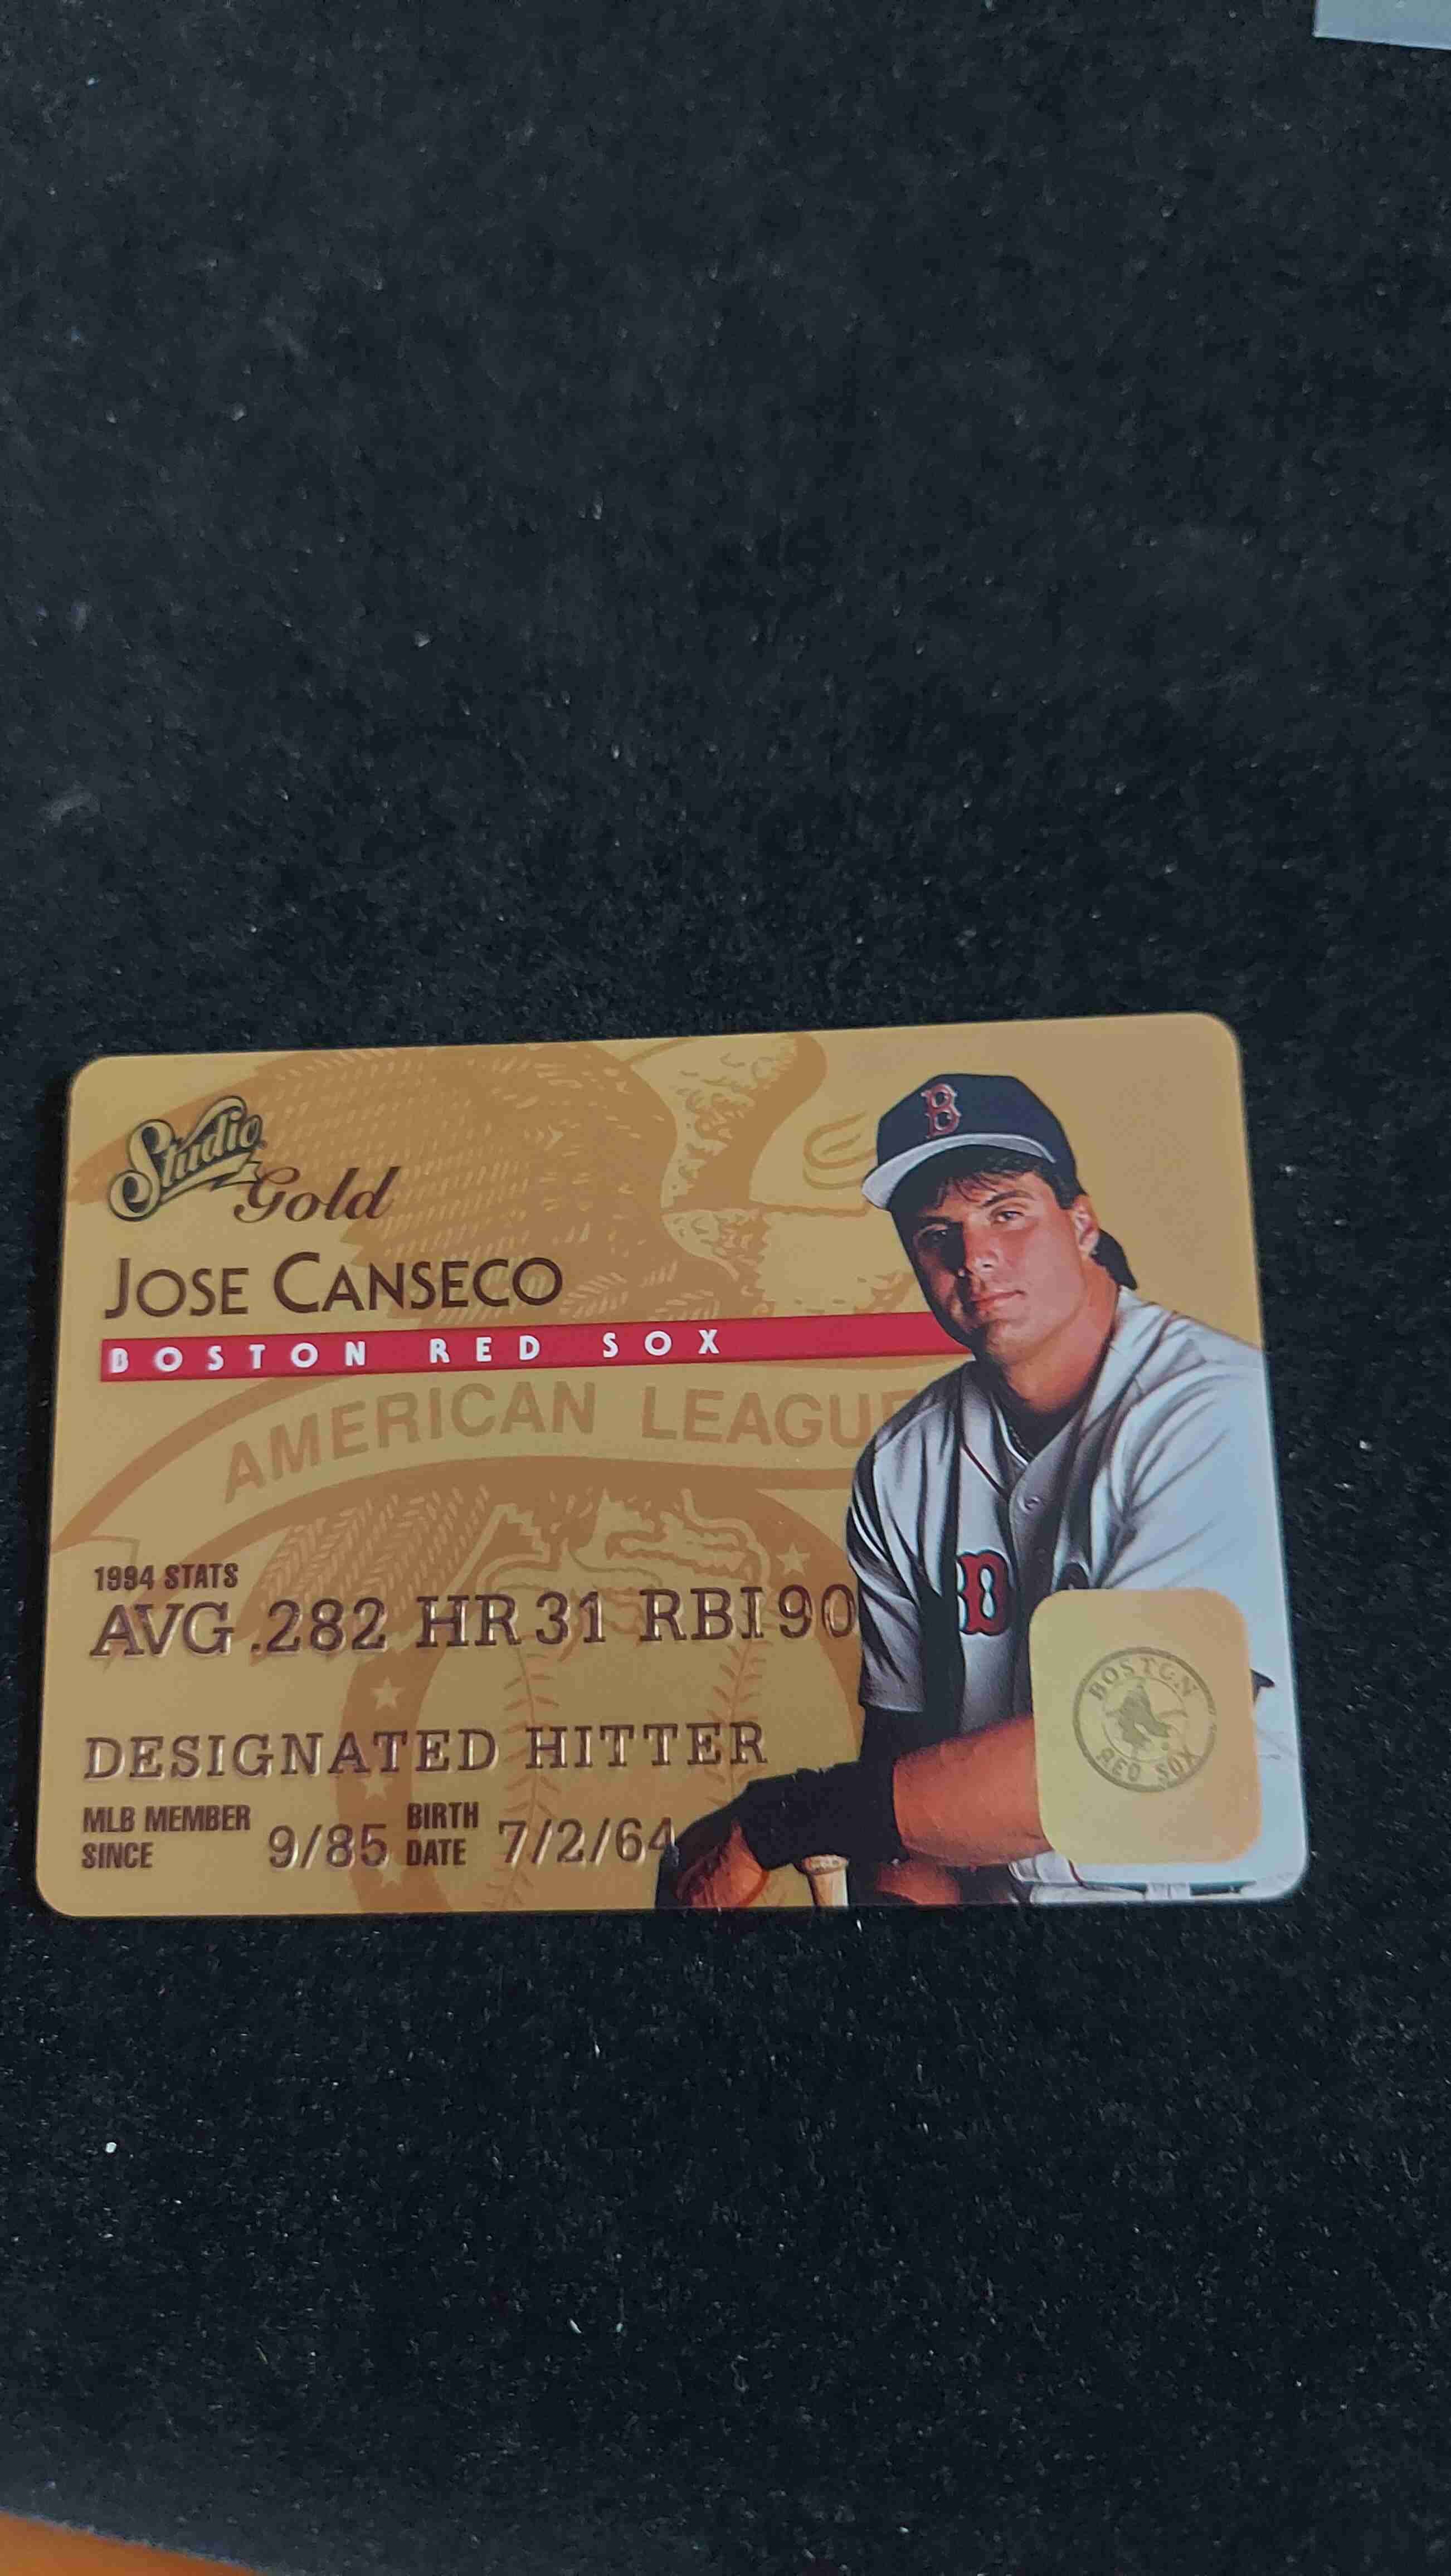 Studio
Gold
JOSE CANSECO
BOSTON RED SOX
AMERICAN LEAGUE
1994 STATS
AVG .282 HR 31 RBI 90
DESIGNATED HITTER
MLB MEMBER SINCE 9/85 BIRTH DATE 7/2/64
B
B
BOSTON
RED SOX